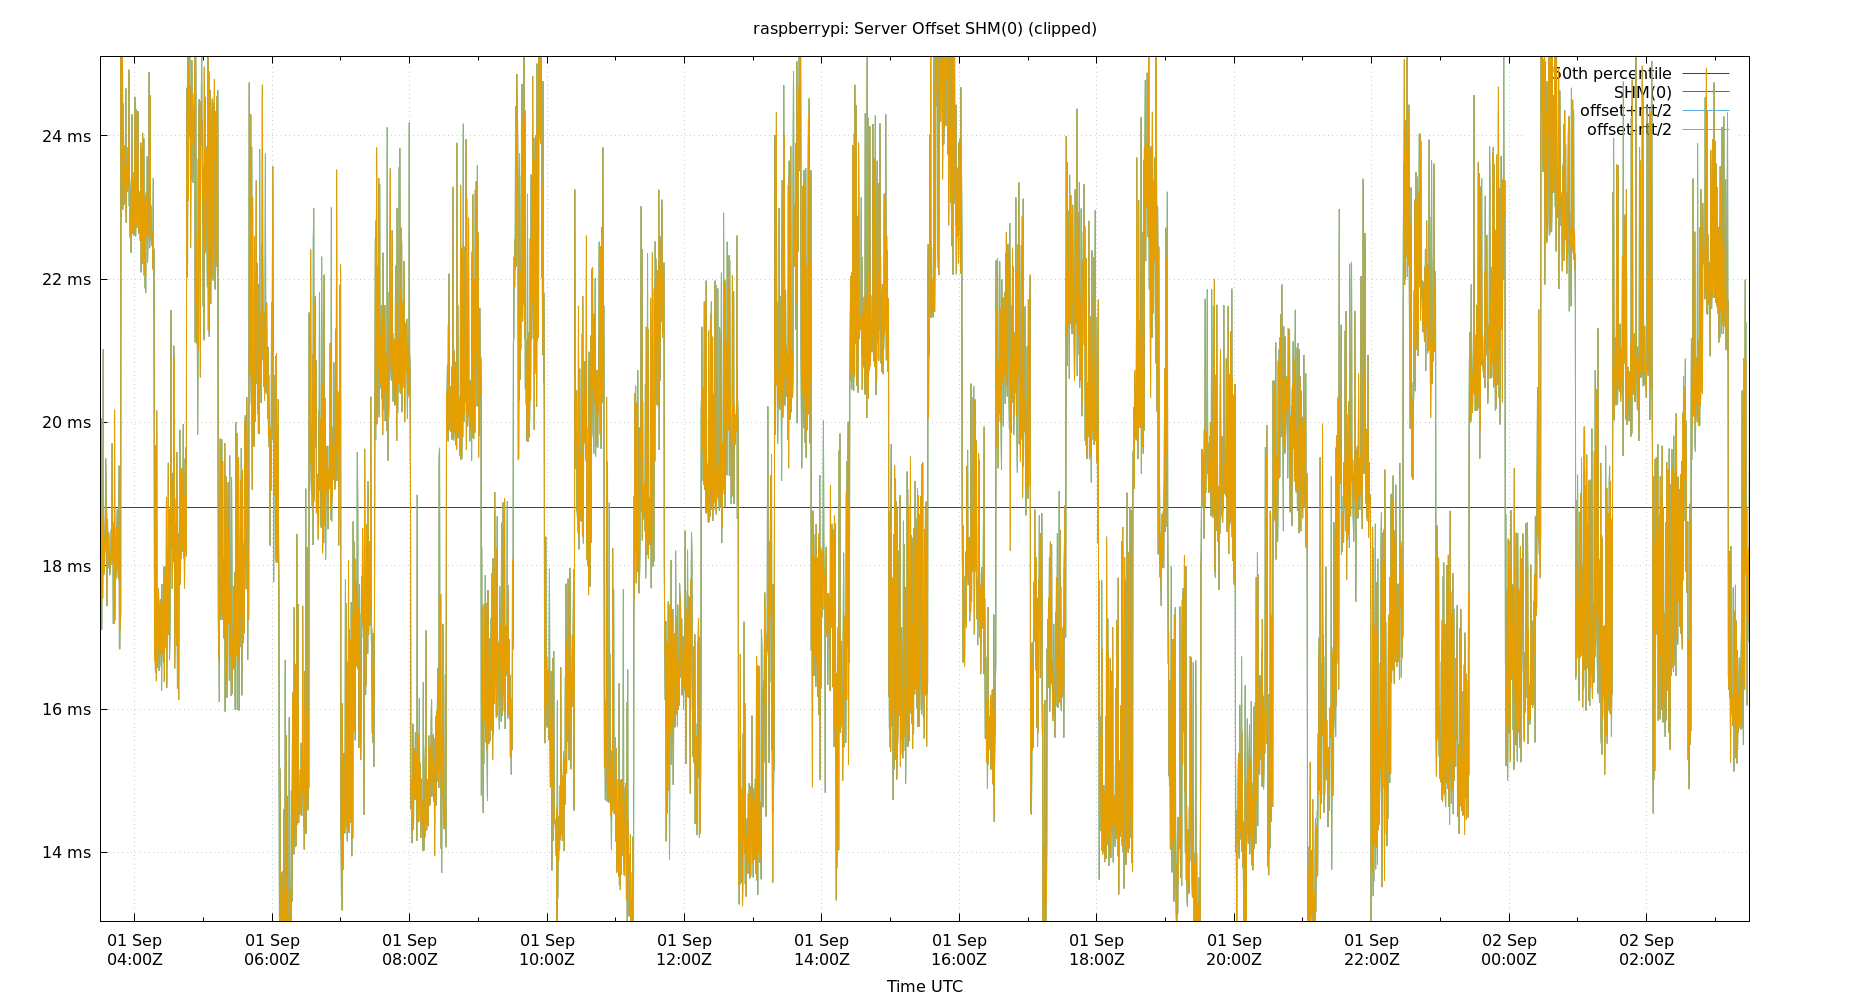 raspberrypi: Server Offset SHM(0) (clipped)
50th percentile
SHM(0)
offset+rtt/2
offset-rtt/2
24 ms
22 ms
20 ms
18 ms
16 ms
14 ms
01 Sep 01 Sep 01 Sep 01 Sep 01 Sep 01 Sep 01 Sep 01 Sep 01 Sep 01 Sep 02 Sep 02 Sep
04:00Z 06:00Z 08:00Z 10:00Z 12:00Z 14:00Z 16:00Z 18:00Z 20:00Z 22:00Z 00:00Z 02:00Z
Time UTC